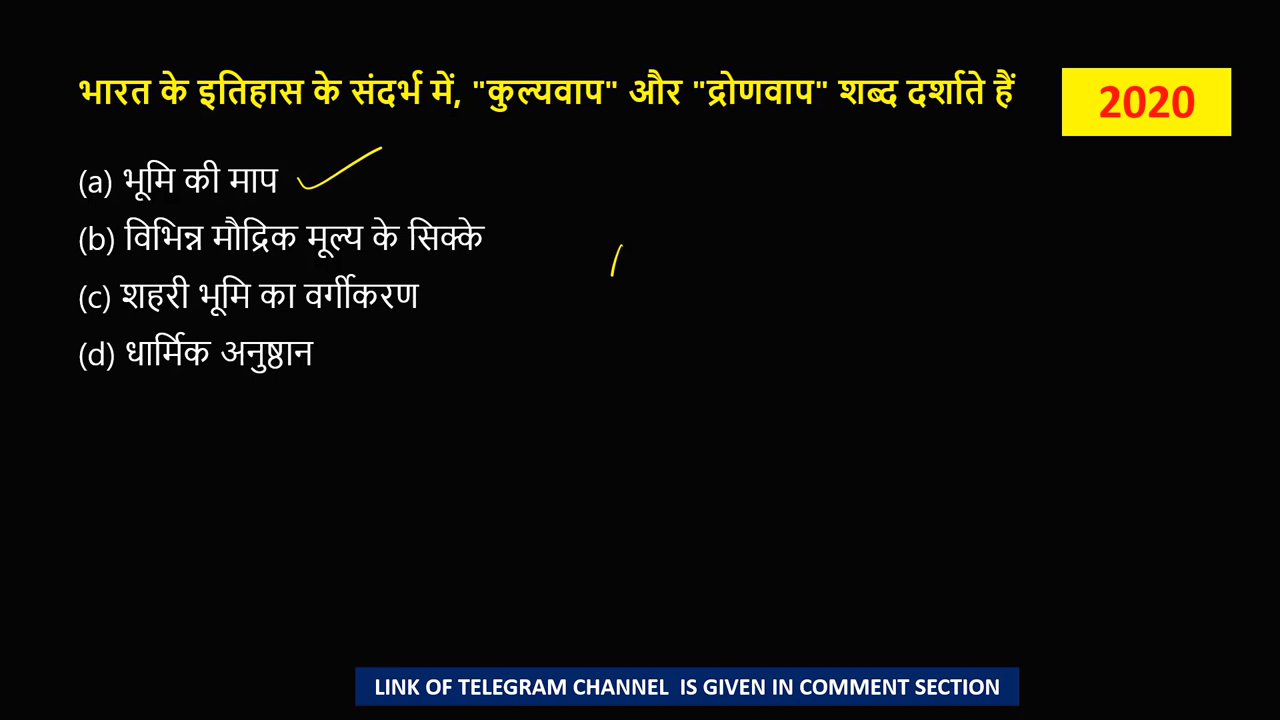 भारत के इतिहास के संदर्भ में, "कुल्यवाप" और "द्रोणवाप" शब्द दर्शाते हैं
2020
(a) भूमि की माप
(b) विभिन्न मौद्रिक मूल्य के सिक्के
(c) शहरी भूमि का वर्गीकरण
(d) धार्मिक अनुष्ठान
LINK OF TELEGRAM CHANNEL IS GIVEN IN COMMENT SECTION